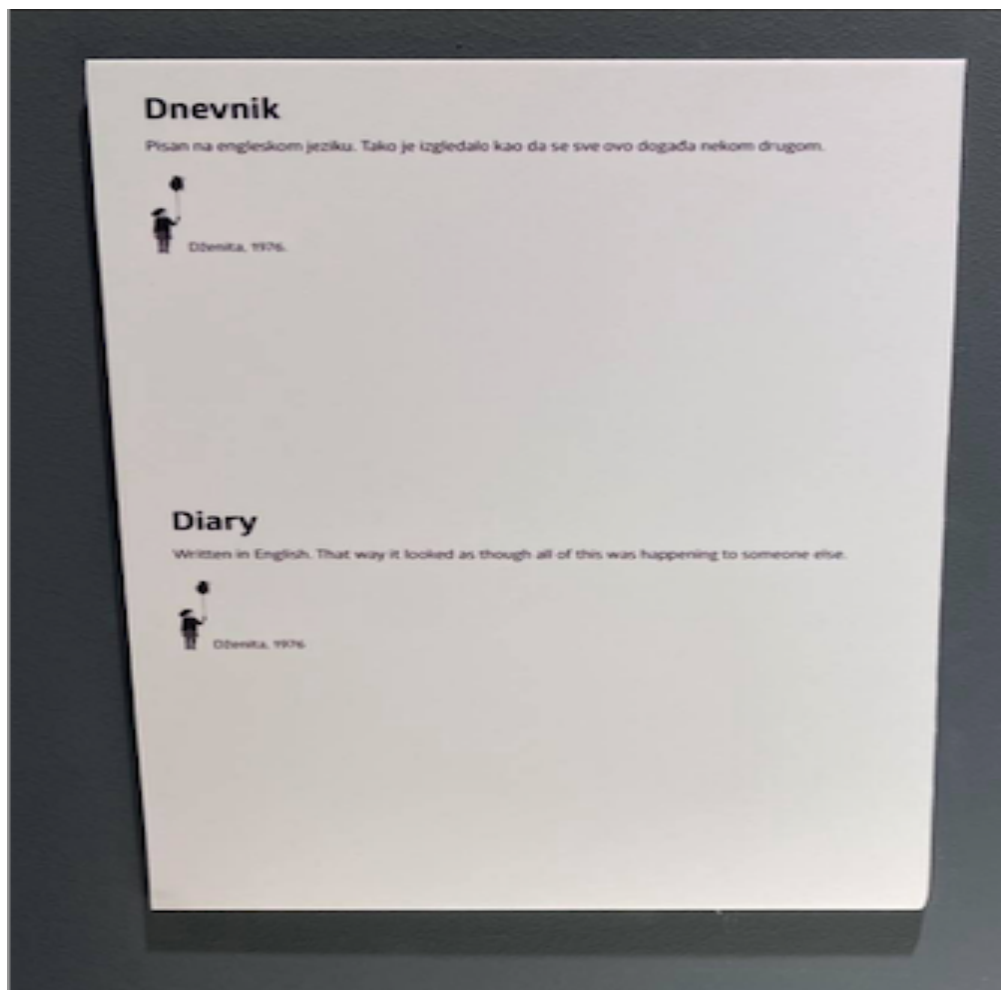 Dnevnik
Pisan na engleskom jeziku. Tako je izgledalo kao da se sve ovo događa nekom drugom.
Dženita, 1976.
Diary
Written in English. That way it looked as though all of this was happening to someone else.
Dženita, 1976